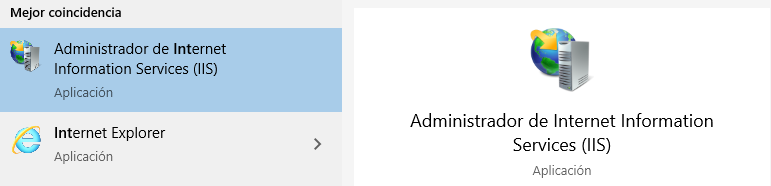 Mejor coincidencia
Administrador de Internet
Information Services (IIS)
Aplicación
Internet Explorer
Aplicación
Administrador de Internet Information
Services (IIS)
Aplicación